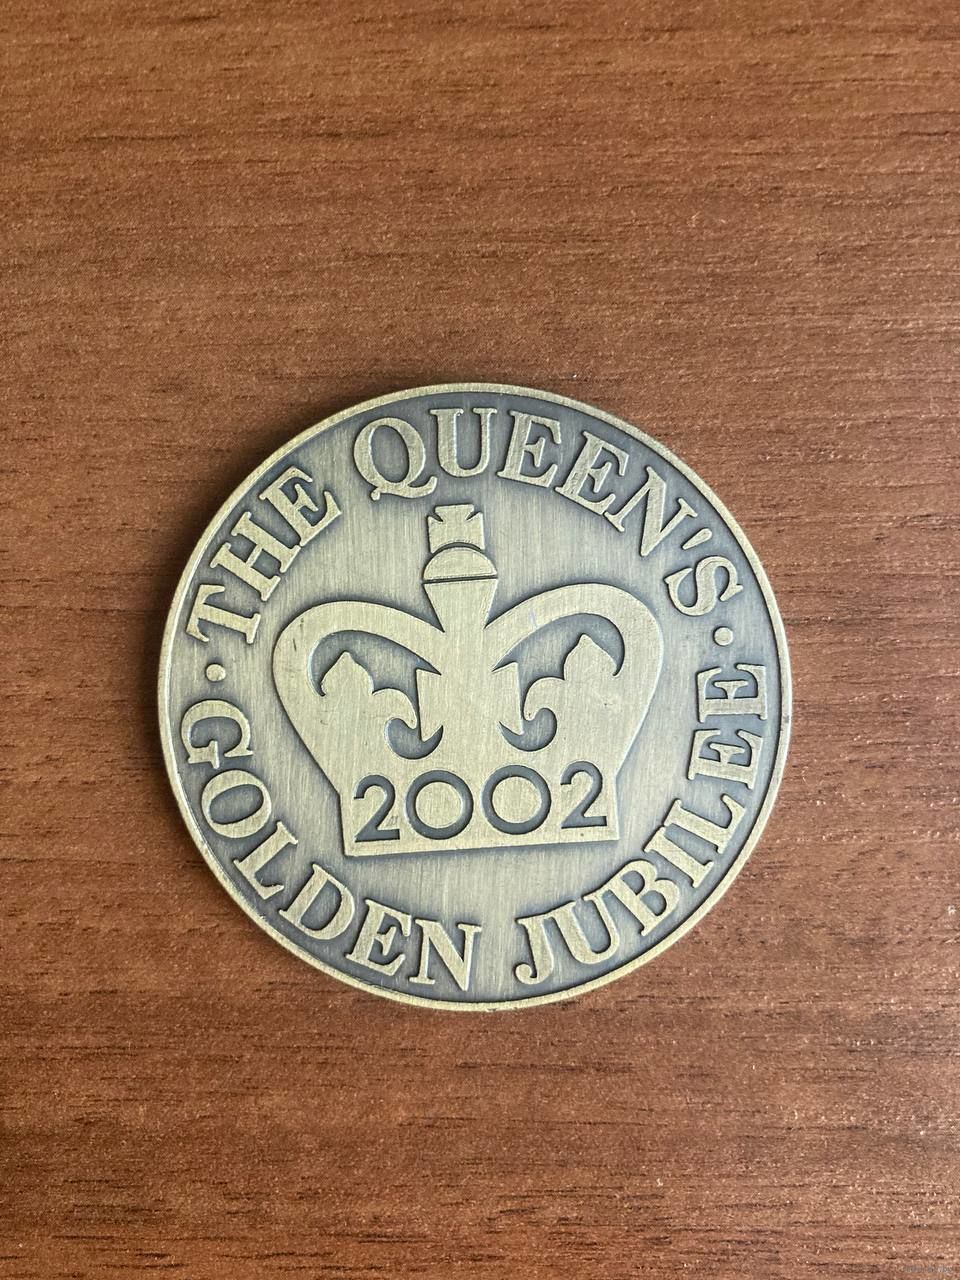 · THE QUEEN'S ·
GOLDEN JUBILEE
2002